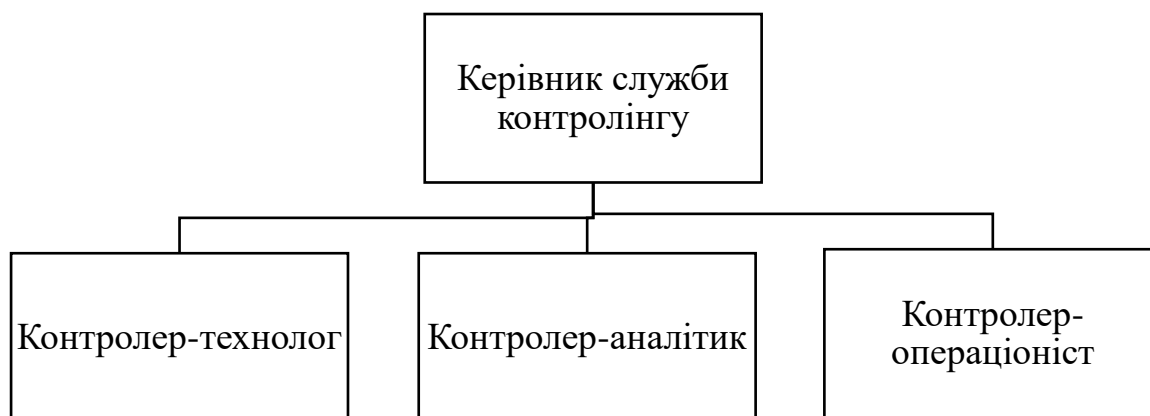 Керівник служби
контролінгу
Контролер-технолог
Контролер-аналітик
Контролер-
операціоніст